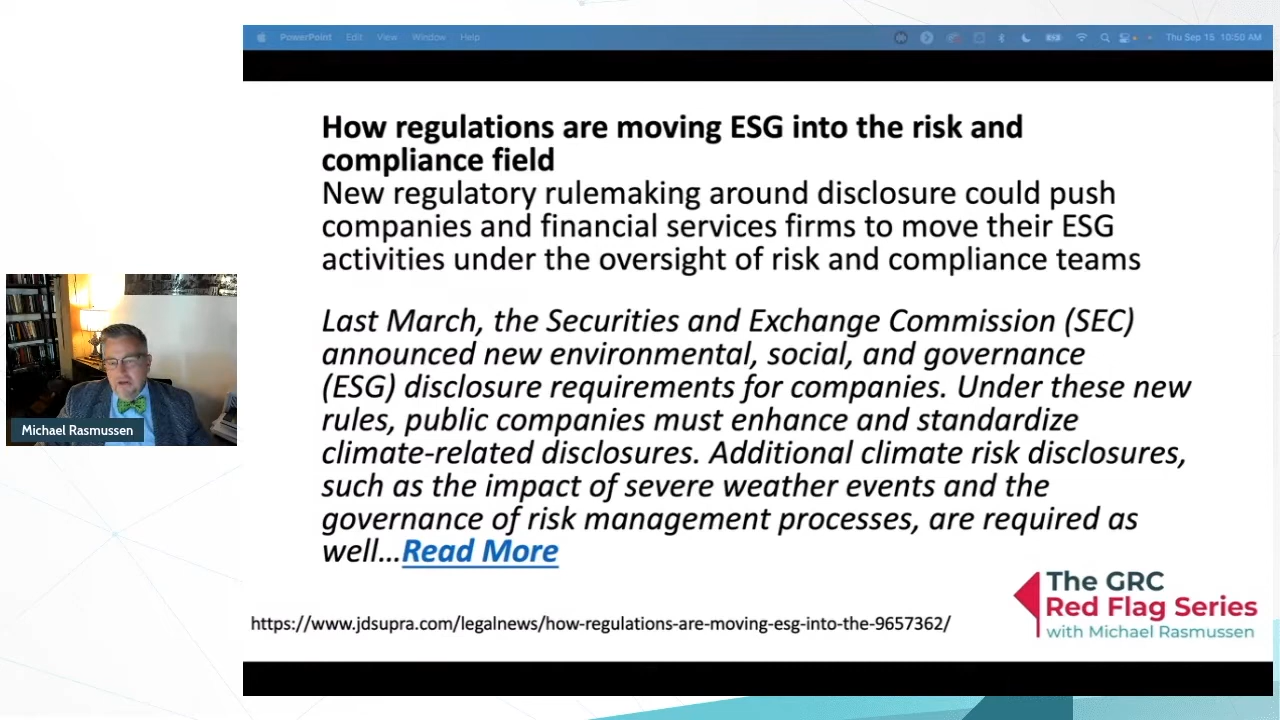 PowerPoint Edit View Window Help Thu Sep 15 10:50 AM
How regulations are moving ESG into the risk and
compliance field
New regulatory rulemaking around disclosure could push
companies and financial services firms to move their ESG
activities under the oversight of risk and compliance teams
Last March, the Securities and Exchange Commission (SEC)
announced new environmental, social, and governance
(ESG) disclosure requirements for companies. Under these new
rules, public companies must enhance and standardize
climate-related disclosures. Additional climate risk disclosures,
such as the impact of severe weather events and the
governance of risk management processes, are required as
well...Read More
Michael Rasmussen
https://www.jdsupra.com/legalnews/how-regulations-are-moving-esg-into-the-9657362/
The GRC
Red Flag Series
with Michael Rasmussen